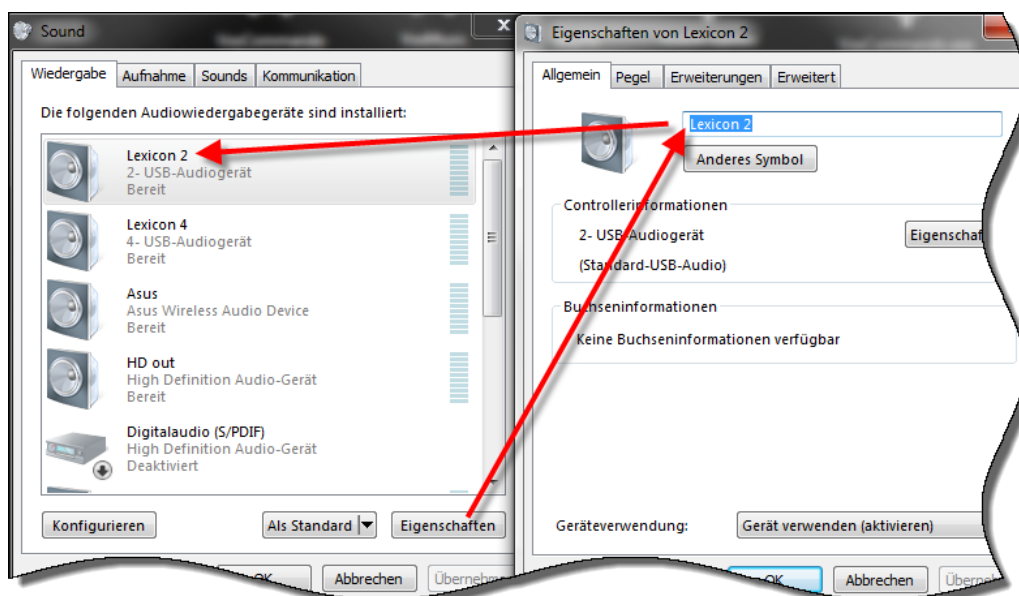 Sound
Wiedergabe Aufnahme Sounds Kommunikation
Die folgenden Audiowiedergabegeräte sind installiert:
Lexicon 2
2- USB-Audiogerät
Bereit
Lexicon 4
4- USB-Audiogerät
Bereit
Asus
Asus Wireless Audio Device
Bereit
HD out
High Definition Audio-Gerät
Bereit
Digitalaudio (S/PDIF)
High Definition Audio-Gerät
Deaktiviert
Konfigurieren Als Standard Eigenschaften
OK Abbrechen Übernehm
Eigenschaften von Lexicon 2
Allgemein Pegel Erweiterungen Erweitert
Lexicon 2
Anderes Symbol
Controllerinformationen
2- USB-Audiogerät Eigenschaf
(Standard-USB-Audio)
Buchseninformationen
Keine Buchseninformationen verfügbar
Geräteverwendung: Gerät verwenden (aktivieren)
OK Abbrechen Überneh